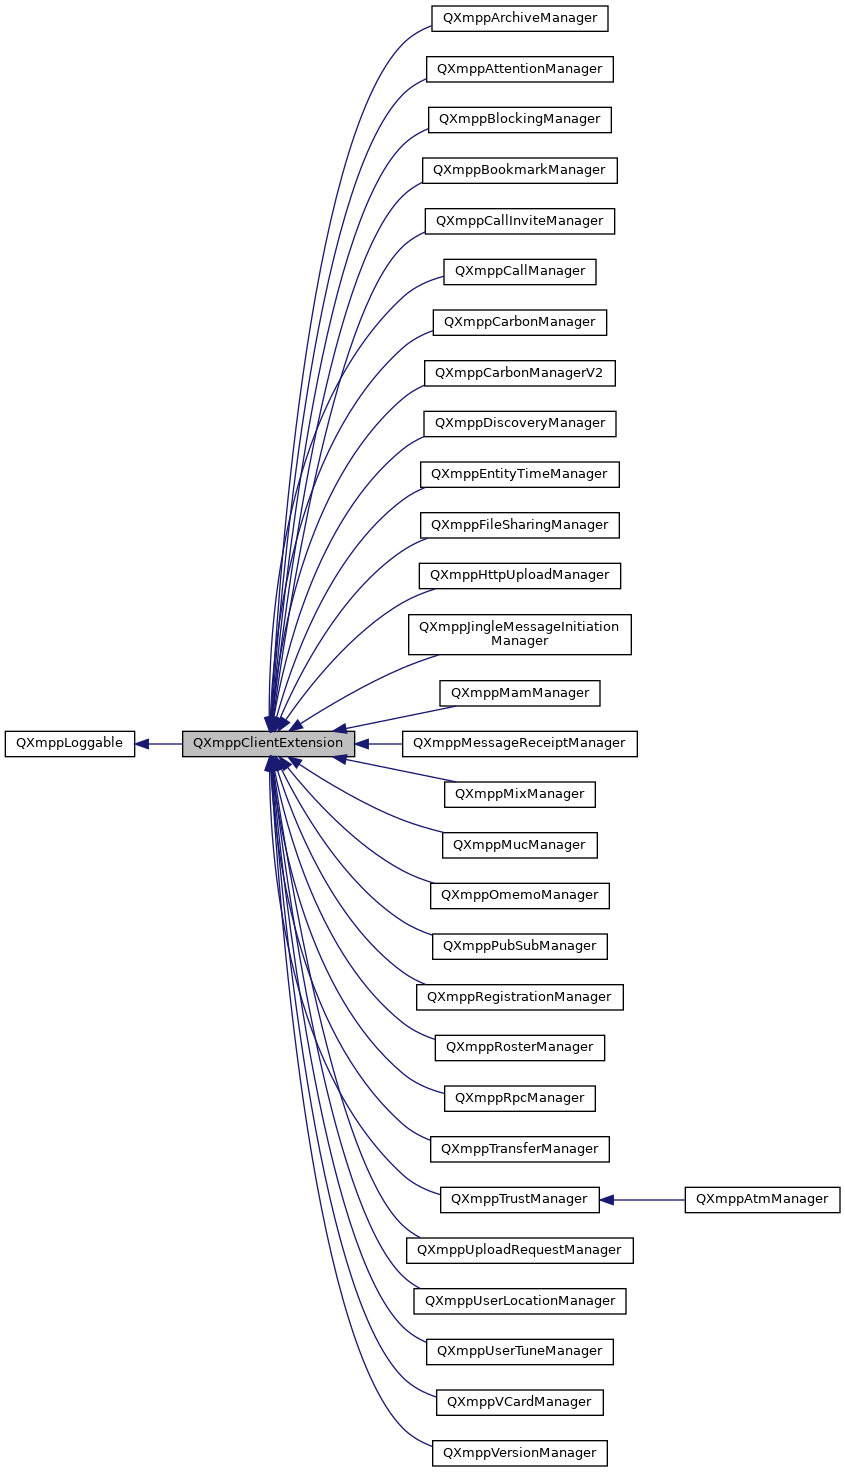 QXmppArchiveManager
QXmppAttentionManager
QXmppBlockingManager
QXmppBookmarkManager
QXmppCallInviteManager
QXmppCallManager
QXmppCarbonManager
QXmppCarbonManagerV2
QXmppDiscoveryManager
QXmppEntityTimeManager
QXmppFileSharingManager
QXmppHttpUploadManager
QXmppJingleMessageInitiation
Manager
QXmppMamManager
QXmppLoggable
QXmppClientExtension
QXmppMessageReceiptManager
QXmppMixManager
QXmppMucManager
QXmppOmemoManager
QXmppPubSubManager
QXmppRegistrationManager
QXmppRosterManager
QXmppRpcManager
QXmppTransferManager
QXmppTrustManager
QXmppAtmManager
QXmppUploadRequestManager
QXmppUserLocationManager
QXmppUserTuneManager
QXmppVCardManager
QXmppVersionManager